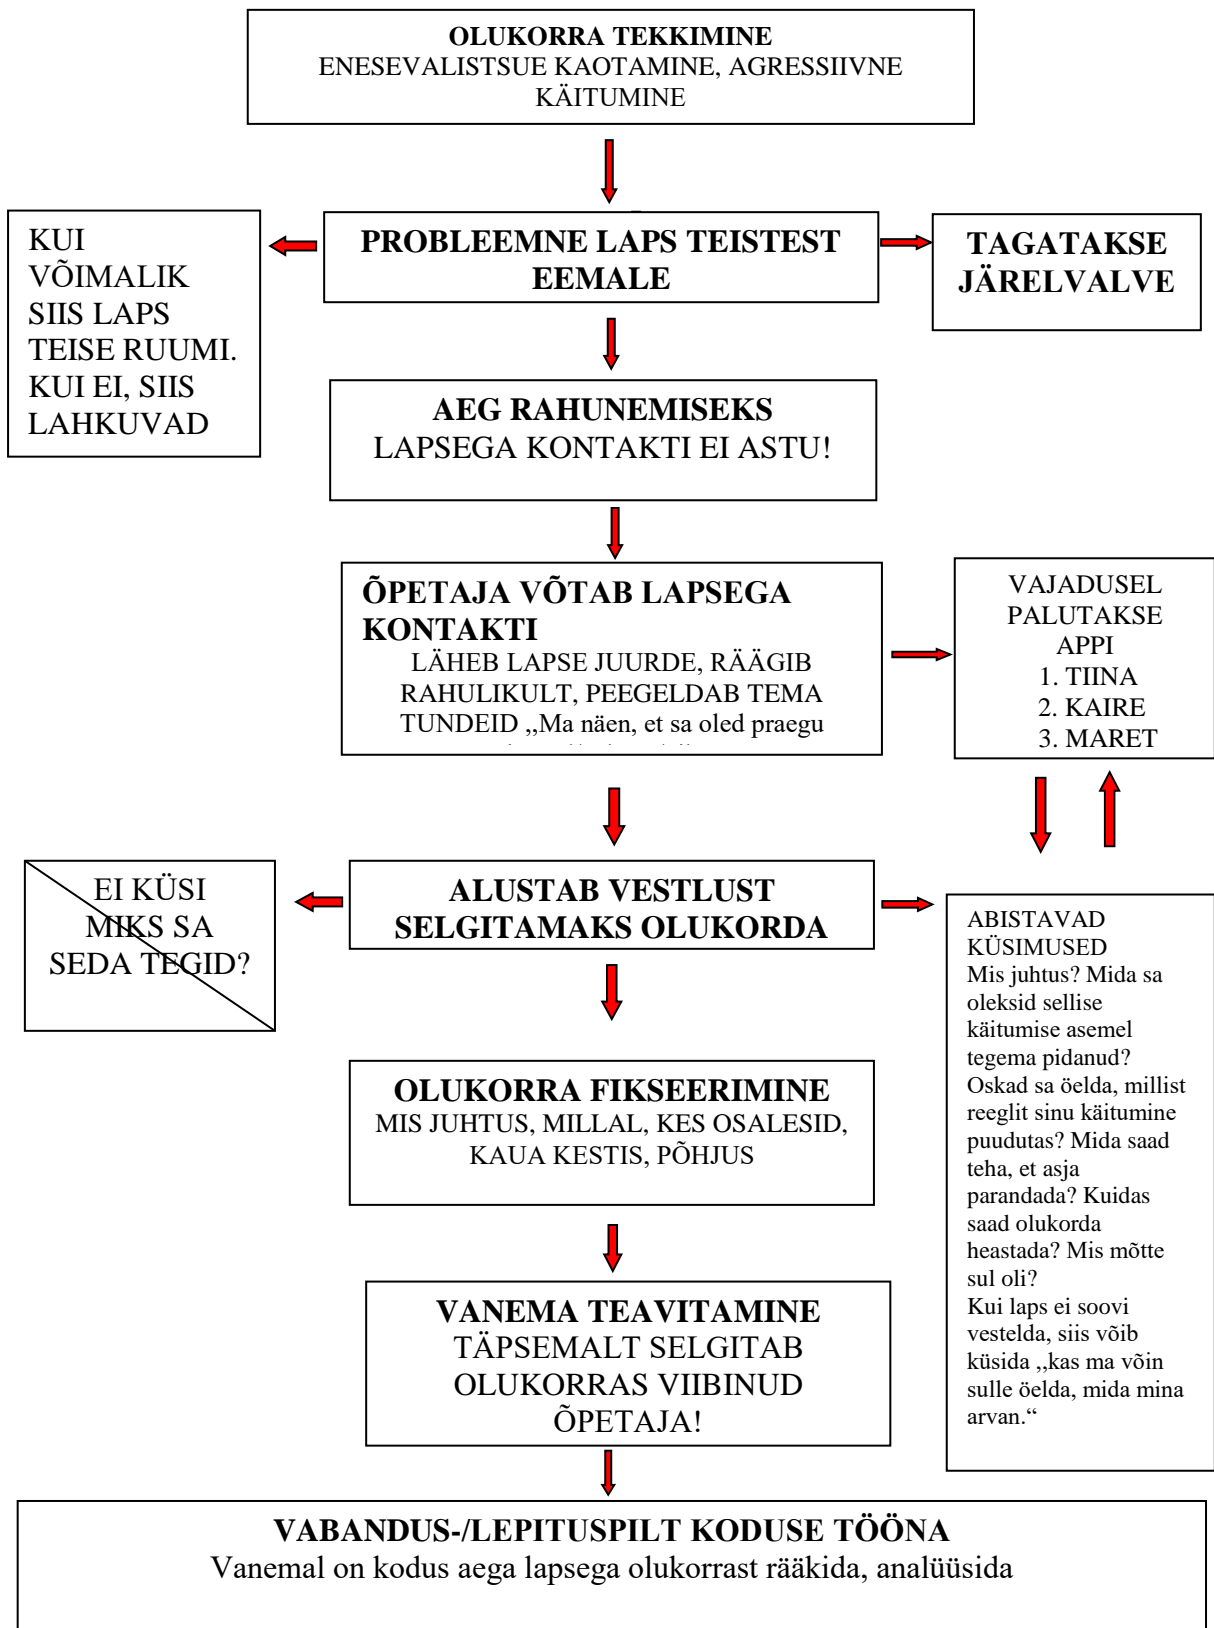 OLUKORRA TEKKIMINE
ENESEVALISTSUE KAOTAMINE, AGRESSIIVNE
KÄITUMINE
KUI
VÕIMALIK
SIIS LAPS
TEISE RUUMI.
KUI EI, SIIS
LAHKUVAD
PROBLEEMNE LAPS TEISTEST
EEMALE
TAGATAKSE
JÄRELVALVE
AEG RAHUNEMISEKS
LAPSEGA KONTAKTI EI ASTU!
ÕPETAJA VÕTAB LAPSEGA
KONTAKTI
LÄHEB LAPSE JUURDE, RÄÄGIB
RAHULIKULT, PEEGELDAB TEMA
TUNDEID „Ma näen, et sa oled praegu
VAJADUSEL
PALUTAKSE
APPI
1. TIINA
2. KAIRE
3. MARET
EI KÜSI
MIKS SA
SEDA TEGID?
ALUSTAB VESTLUST
SELGITAMAKS OLUKORDA
ABISTAVAD
KÜSIMUSED
Mis juhtus? Mida sa
oleksid sellise
käitumise asemel
tegema pidanud?
Oskad sa öelda, millist
reeglit sinu käitumine
puudutas? Mida saad
teha, et asja
parandada? Kuidas
saad olukorda
heastada? Mis mõtte
sul oli?
Kui laps ei soovi
vestelda, siis võib
küsida „kas ma võin
sulle öelda, mida mina
arvan.“
OLUKORRA FIKSEERIMINE
MIS JUHTUS, MILLAL, KES OSALESID,
KAUA KESTIS, PÕHJUS
VANEMA TEAVITAMINE
TÄPSEMALT SELGITAB
OLUKORRAS VIIBINUD
ÕPETAJA!
VABANDUS-/LEPITUSPILT KODUSE TÖÖNA
Vanemal on kodus aega lapsega olukorrast rääkida, analüüsida